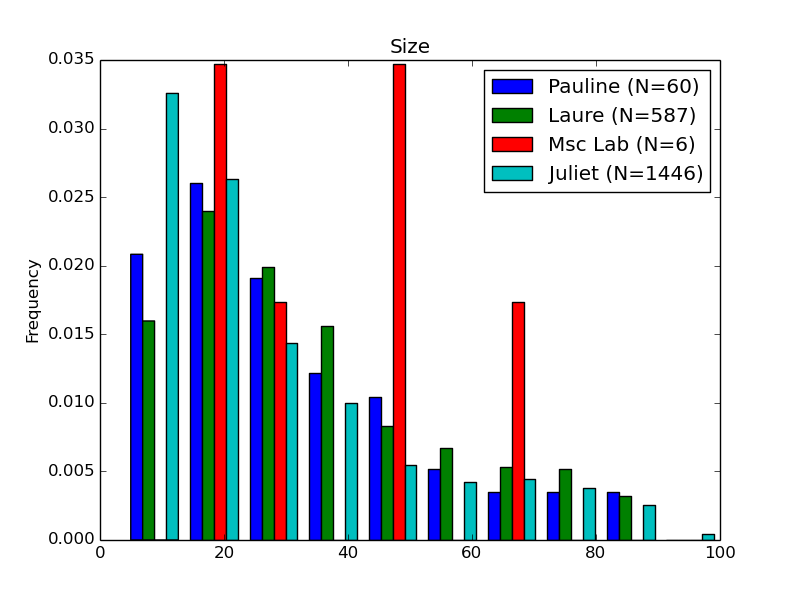 Size
0.035
0.030
0.025
0.020
0.015
0.010
0.005
0.000
Frequency
Pauline (N=60)
Laure (N=587)
Msc Lab (N=6)
Juliet (N=1446)
0 20 40 60 80 100